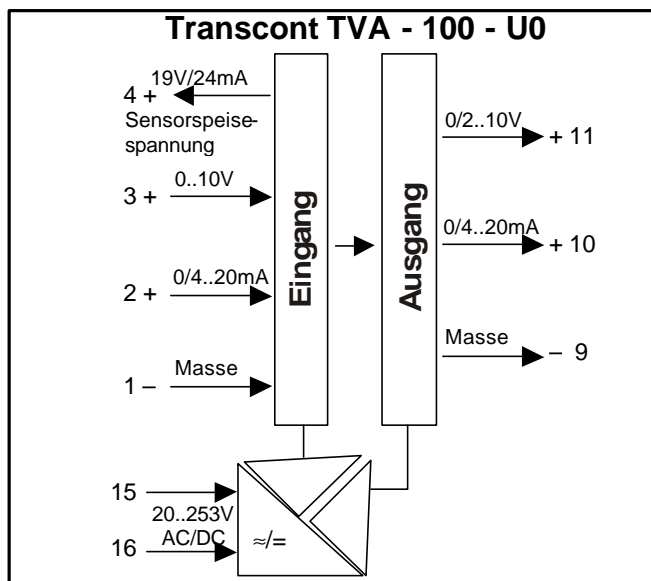 Transcont TVA - 100 - U0
19V/24mA
4 +
Sensorspeise-
spannung
0..10V
3 +
0/4..20mA
2 +
Masse
1 –
Eingang
Ausgang
0/2..10V
+ 11
0/4..20mA
+ 10
Masse
– 9
15
20..253V
AC/DC
16
≈/=